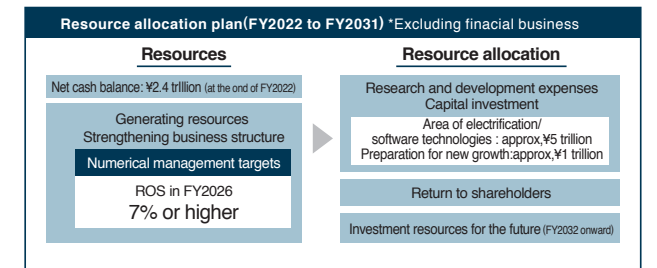 Resource allocation plan(FY2022 to FY2031) *Excluding finacial business
Resources
Net cash balance: ¥2.4 trIllion (at the ond of FY2022)
Generating resources
Strengthening business structure
Numerical management targets
ROS in FY2026
7% or higher
Resource allocation
Research and development expenses
Capital investment
Area of electrification/
software technologies : approx,¥5 trillion
Preparation for new growth:approx,¥1 trillion
Return to shareholders
Investment resources for the future (FY2032 onward)